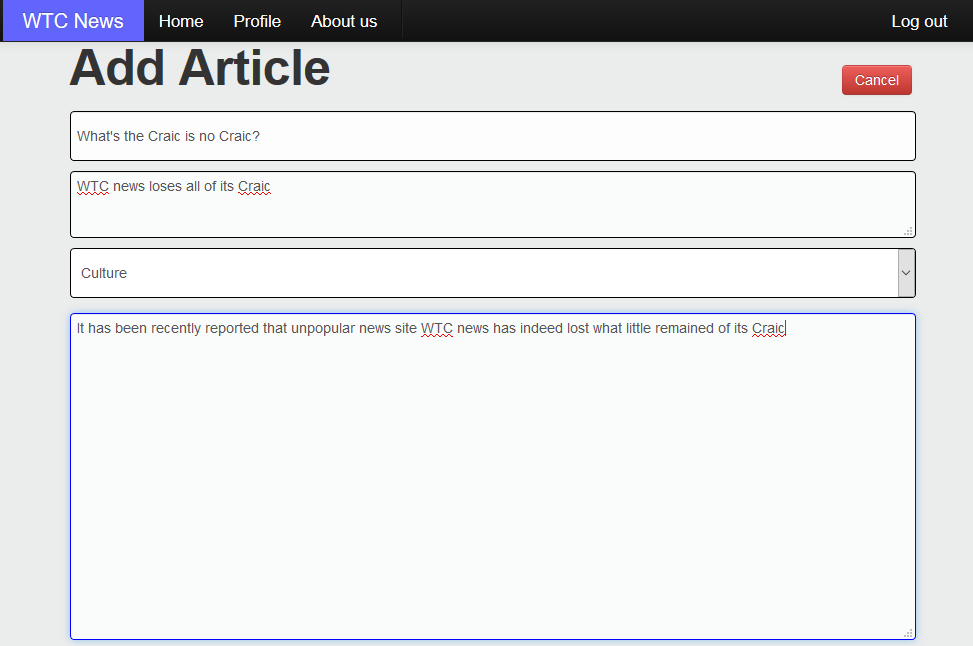 WTC News Home Profile About us Log out
Add Article
Cancel
What's the Craic is no Craic?
WTC news loses all of its Craic
Culture
It has been recently reported that unpopular news site WTC news has indeed lost what little remained of its Craic